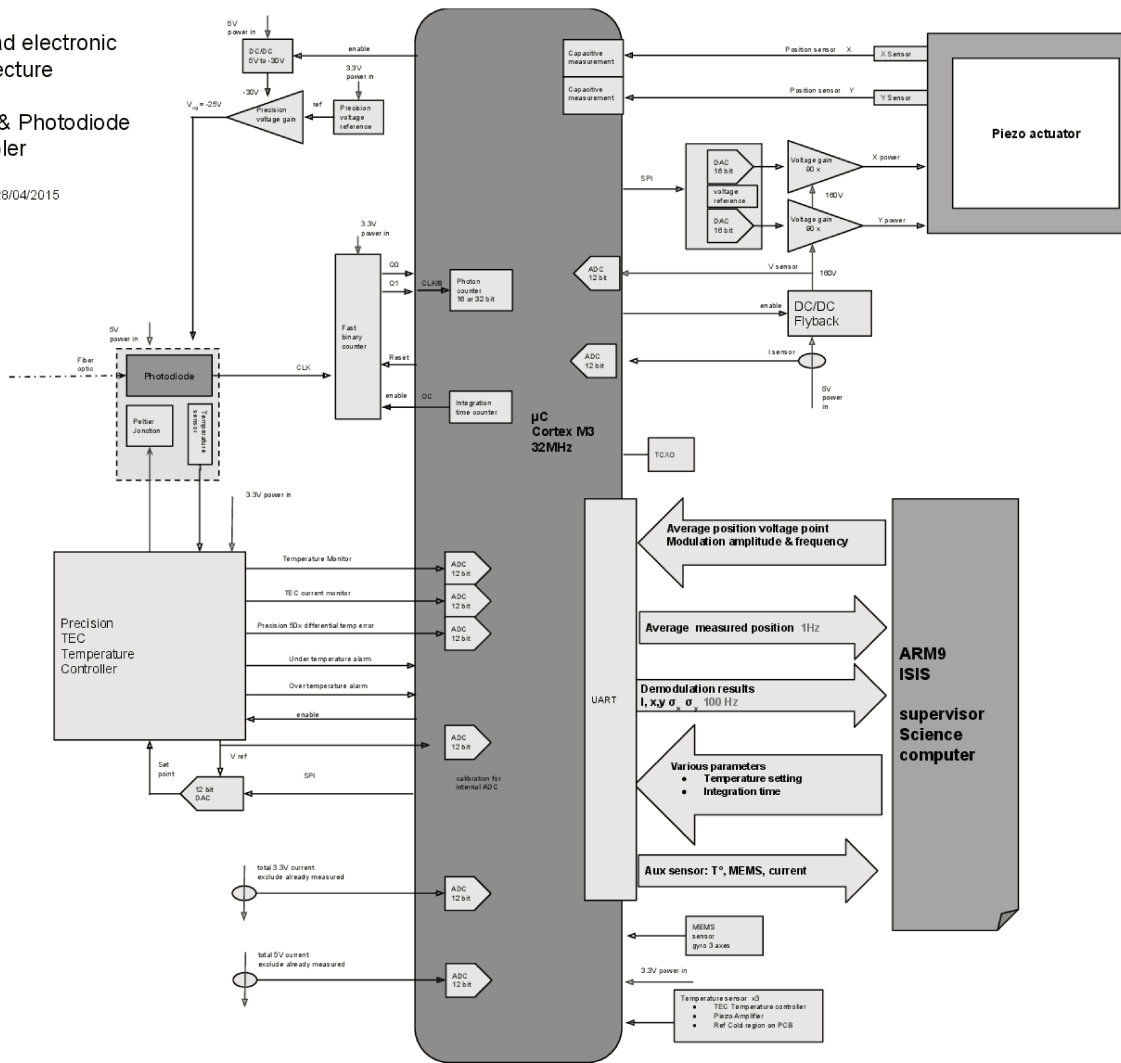 ad electronic
ecture
& Photodiode
pler
28/04/2015
5V
power in
DC/DC
5V to -30V
enable
-30V
3.3V
power in
Precision
voltage gain
ref
Precision
voltage
reference
Capacitive
measurement
Capacitive
measurement
Position sensor X
X Sensor
Position sensor Y
Y Sensor
Piezo actuator
SPI
DAC
16 bit
voltage
reference
DAC
16 bit
Voltage gain
90 x
X power
160V
Voltage gain
90 x
Y power
ADC
12 bit
V sensor
160V
enable
DC/DC
Flyback
ADC
12 bit
I sensor
5V
power
in
3.3V
power in
Q0
Q1
CLK/8
Photon
counter
16 or 32 bit
Fast
binary
counter
Reset
enable
OC
Integration
time counter
5V
power in
Fiber
optic
Photodiode
CLK
Peltier
Jonction
Temperature
sensor
µC
Cortex M3
32MHz
TCXO
3.3V power in
Precision
TEC
Temperature
Controller
Temperature Monitor
ADC
12 bit
TEC current monitor
ADC
12 bit
Precision 50x differential temp error
ADC
12 bit
Under temperature alarm
Over temperature alarm
enable
V ref
ADC
12 bit
calibration for
internal ADC
Set
point
12 bit
DAC
SPI
UART
Average position voltage point
Modulation amplitude & frequency
Average measured position 1Hz
Demodulation results
I, x,y σx σy 100 Hz
Various parameters
● Temperature setting
● Integration time
Aux sensor: T°, MEMS, current
ARM9
ISIS
supervisor
Science
computer
total 3.3V current
exclude already measured
ADC
12 bit
total 5V current
exclude already measured
ADC
12 bit
MEMS
sensor
gyro 3 axes
3.3V power in
Temperature sensor x3
● TEC Temperature controller
● Piezo Amplifier
● Ref Cold region on PCB